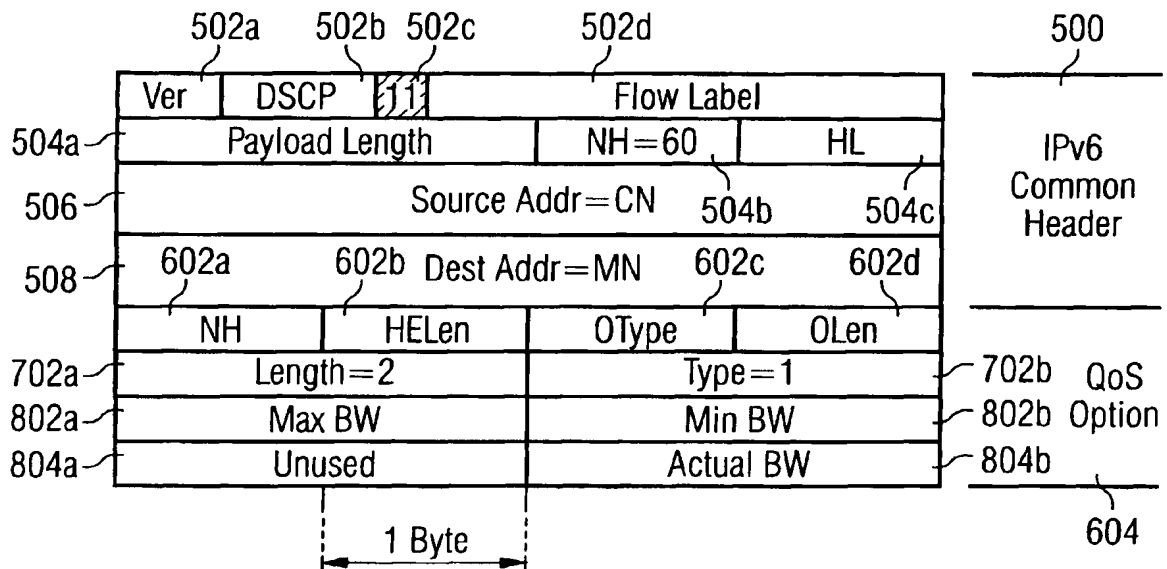 502a 502b 502c 502d 500
Ver DSCP 11 Flow Label
504a Payload Length NH=60 HL
506 Source Addr=CN 504b 504c
IPv6
Common
Header
508 602a 602b Dest Addr=MN 602c 602d
NH HELen OType OLen
702a Length=2 Type=1 702b
802a Max BW Min BW 802b
QoS
Option
804a Unused Actual BW 804b
1 Byte 604